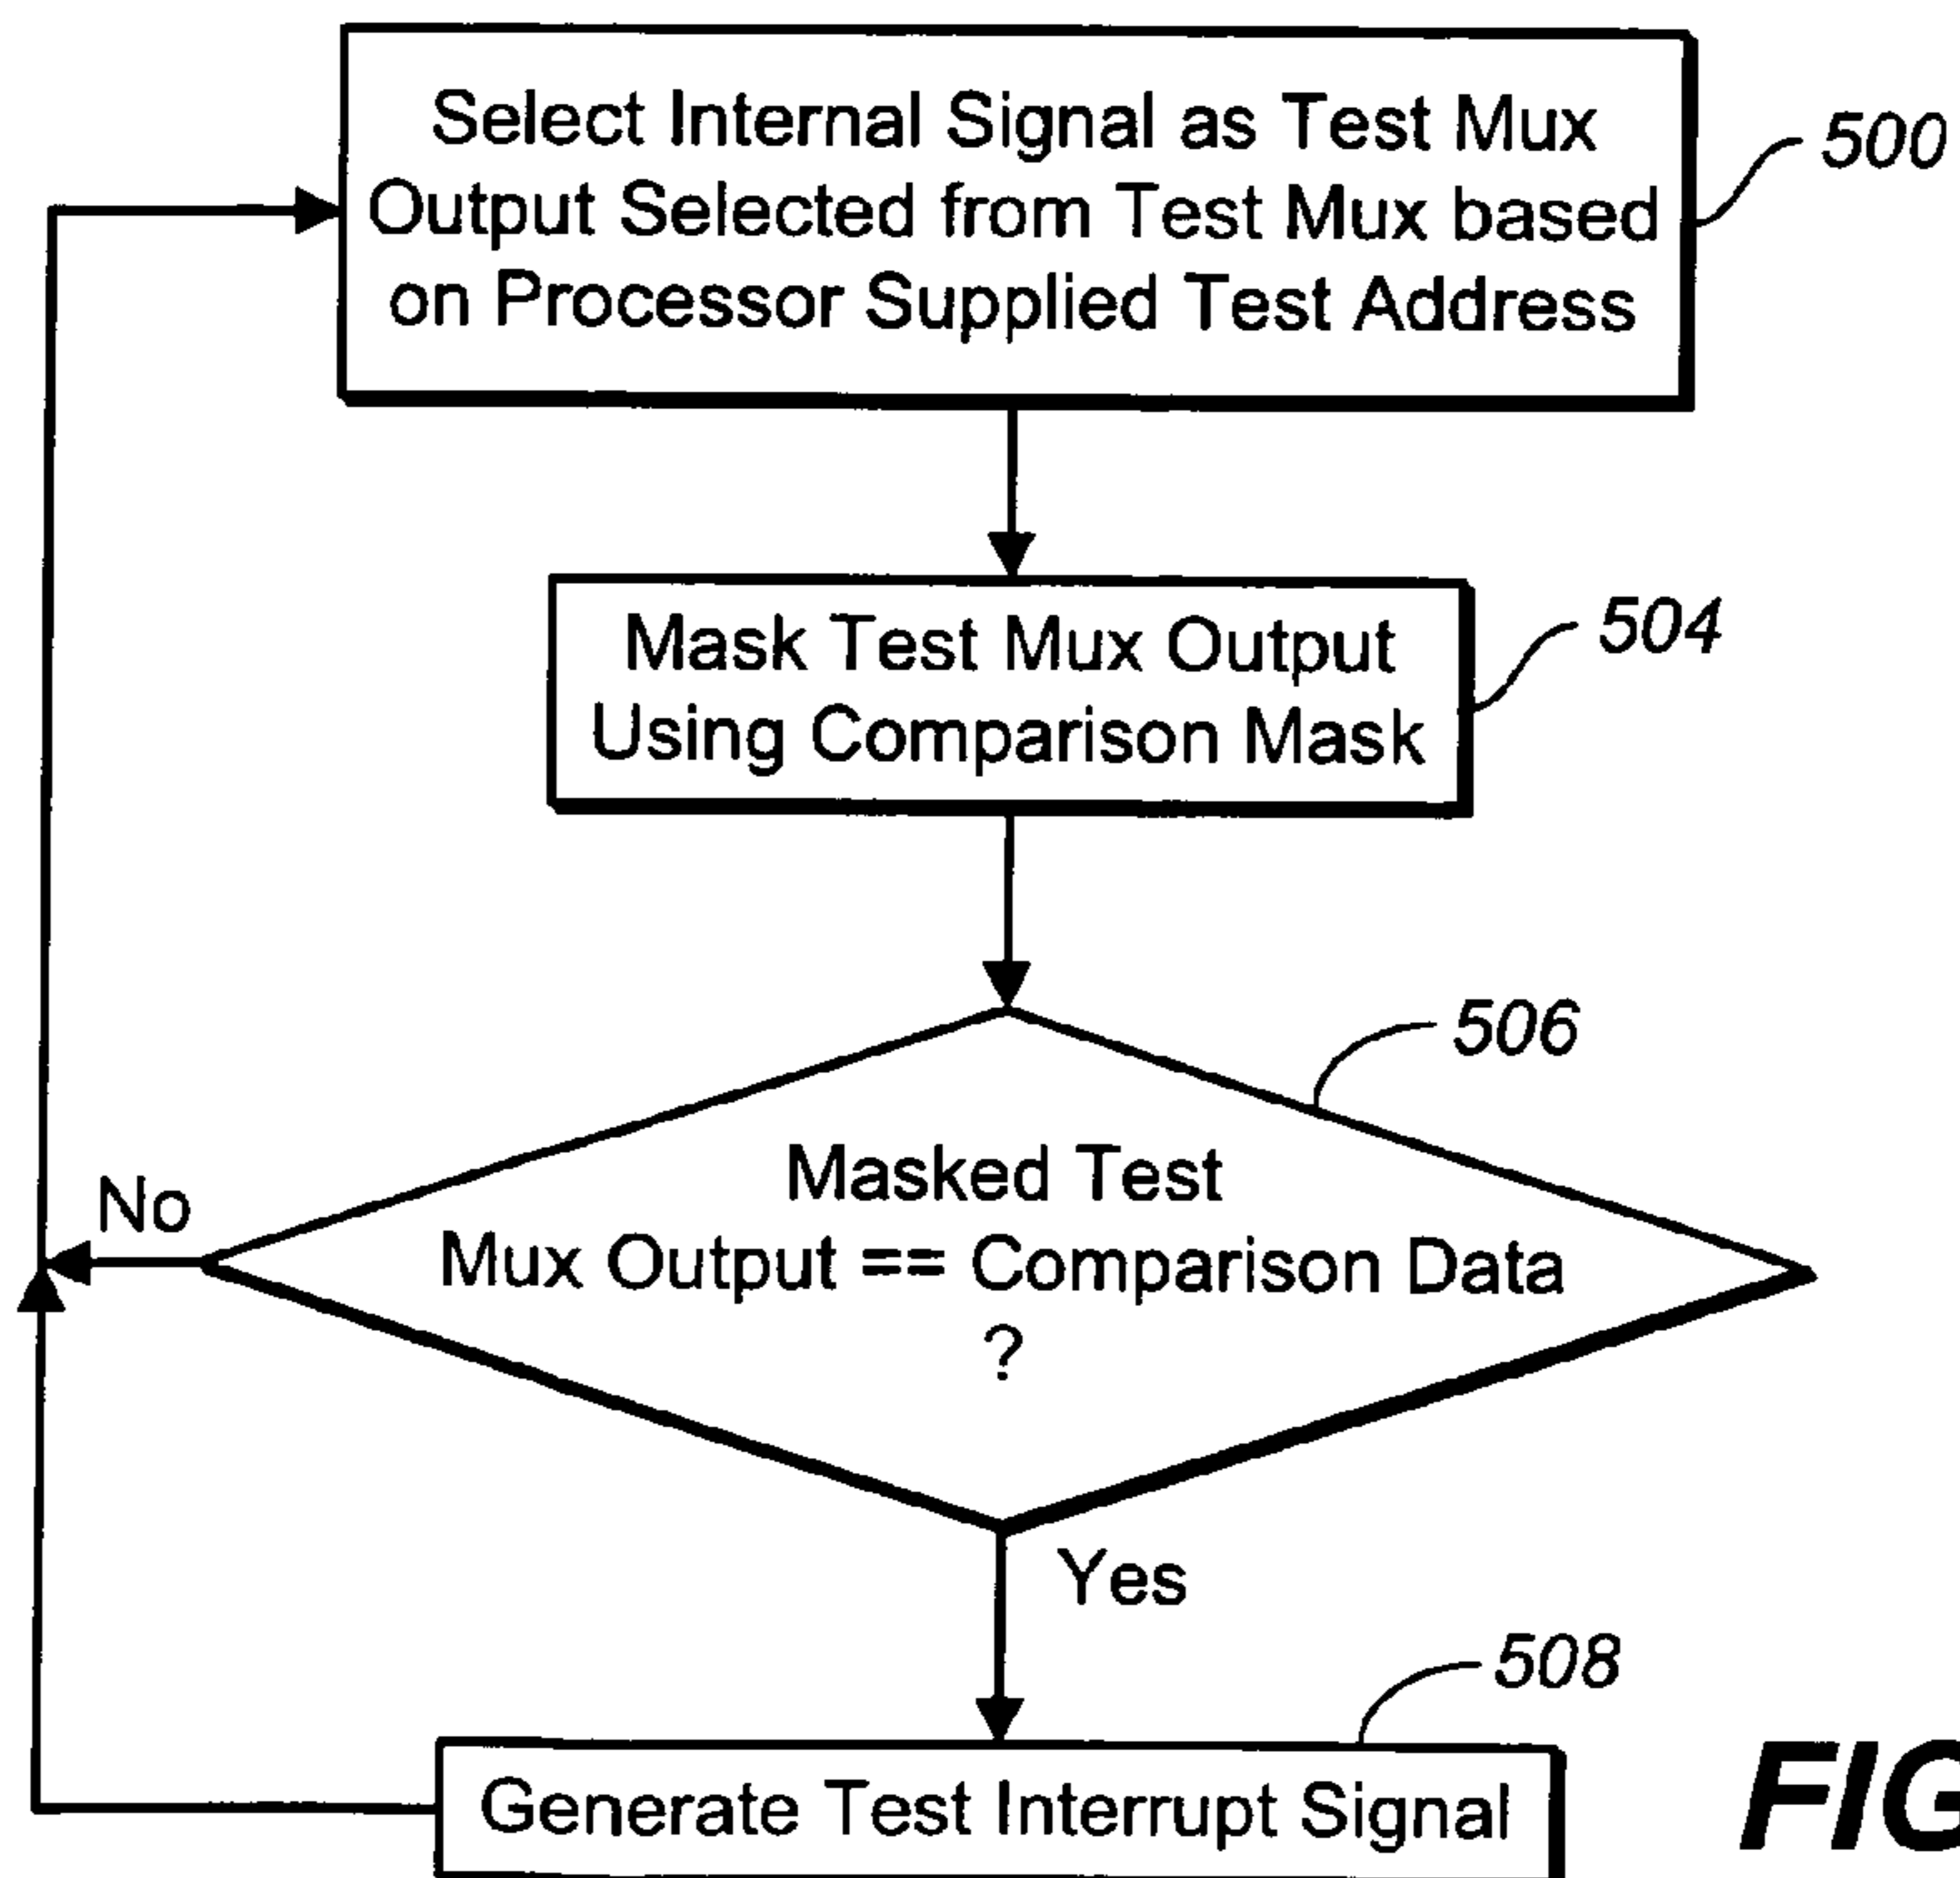 Select Internal Signal as Test Mux
Output Selected from Test Mux based
on Processor Supplied Test Address
500
Mask Test Mux Output
Using Comparison Mask
504
506
Masked Test
Mux Output == Comparison Data
?
No
Yes
508
Generate Test Interrupt Signal
FIG